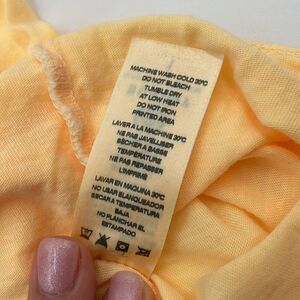 MACHINE WASH COLD 30°C
DO NOT BLEACH
TUMBLE DRY
AT LOW HEAT
DO NOT IRON
PRINTED AREA
LAVER A LA MACHINE 30°C
NE PAS JAVELLISER
SECHER A BASSE
TEMPÉRATURE
NE PAS REPASSER
L'IMPRIMÉ
LAVAR EN MAQUINA 30°C
NO USAR BLANQUEADOR
SECAR A TEMPERATURA
BAJA
NO PLANCHAR EL
ESTAMPADO